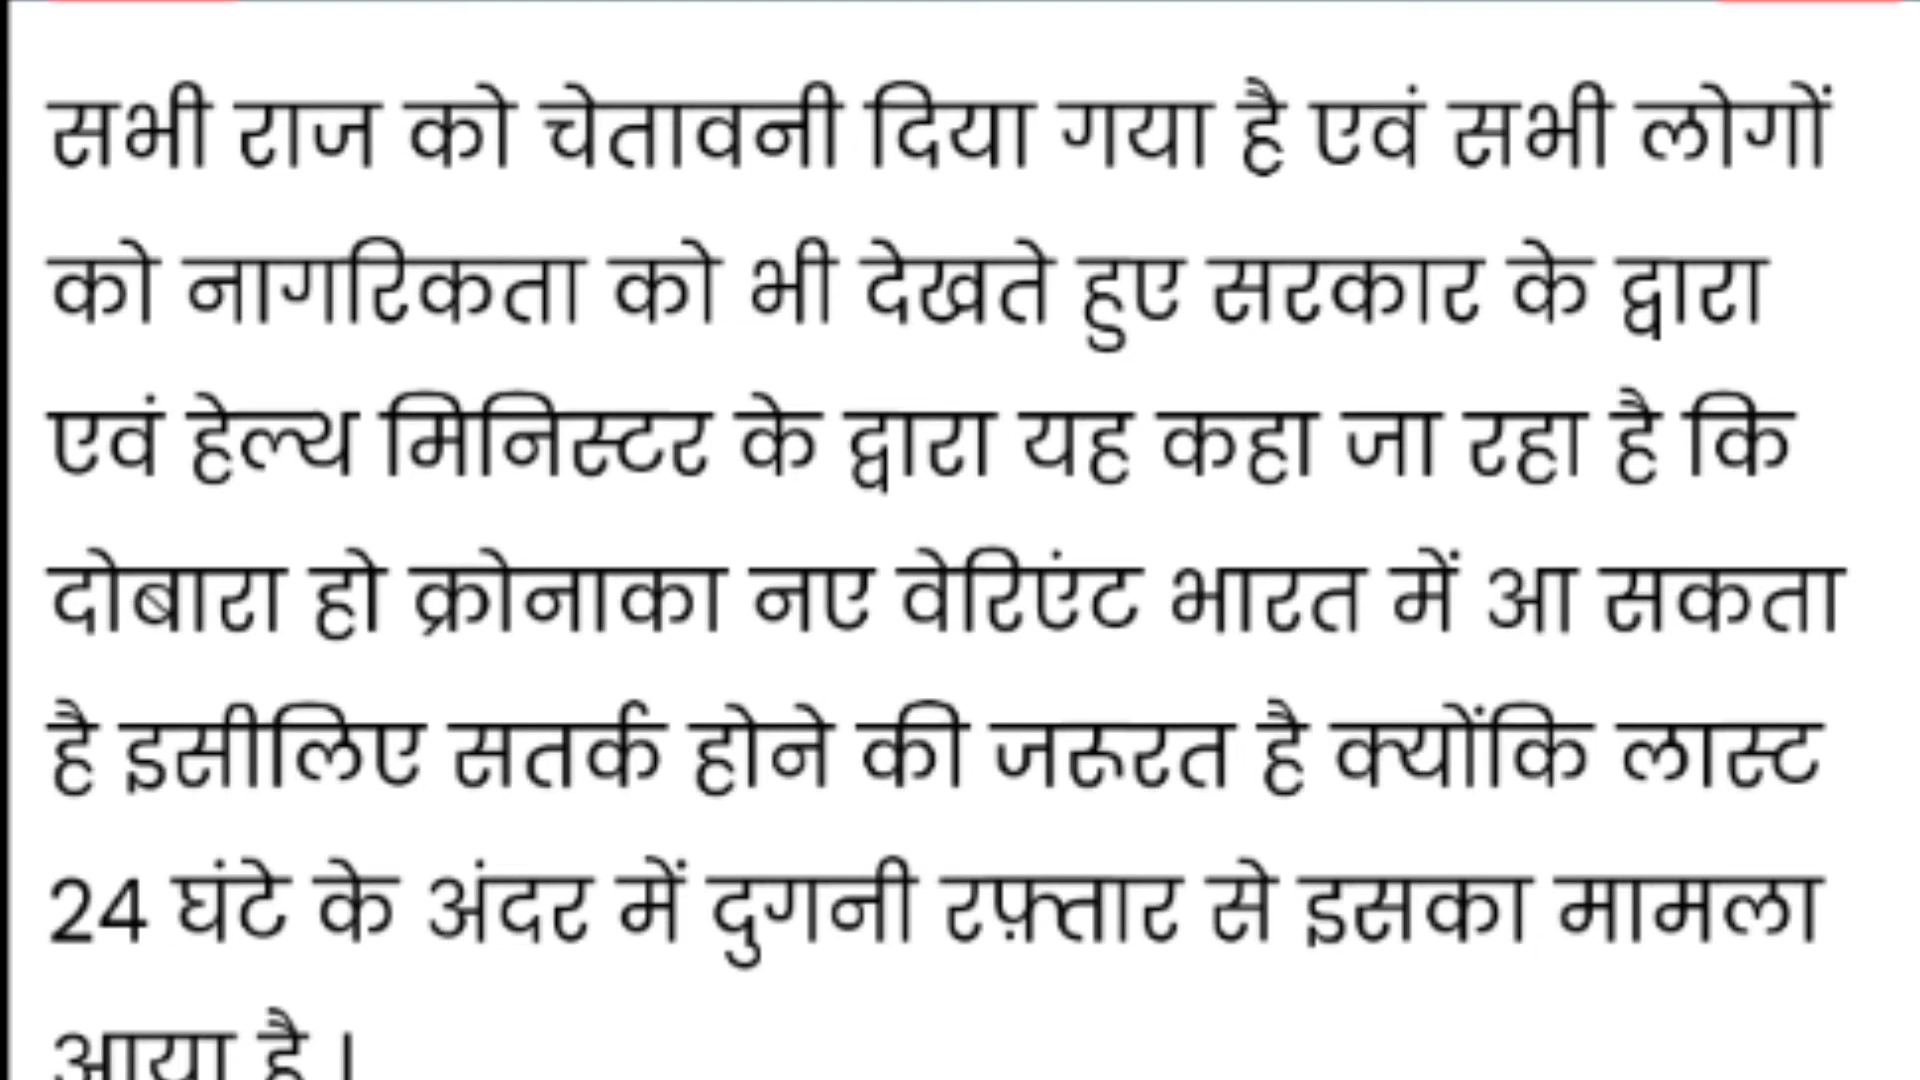 सभी राज को चेतावनी दिया गया है एवं सभी लोगों
को नागरिकता को भी देखते हुए सरकार के द्वारा
एवं हेल्थ मिनिस्टर के द्वारा यह कहा जा रहा है कि
दोबारा हो क्रोनाका नए वेरिएंट भारत में आ सकता
है इसीलिए सतर्क होने की जरूरत है क्योंकि लास्ट
24 घंटे के अंदर में दुगनी रफ़्तार से इसका मामला
आया है।